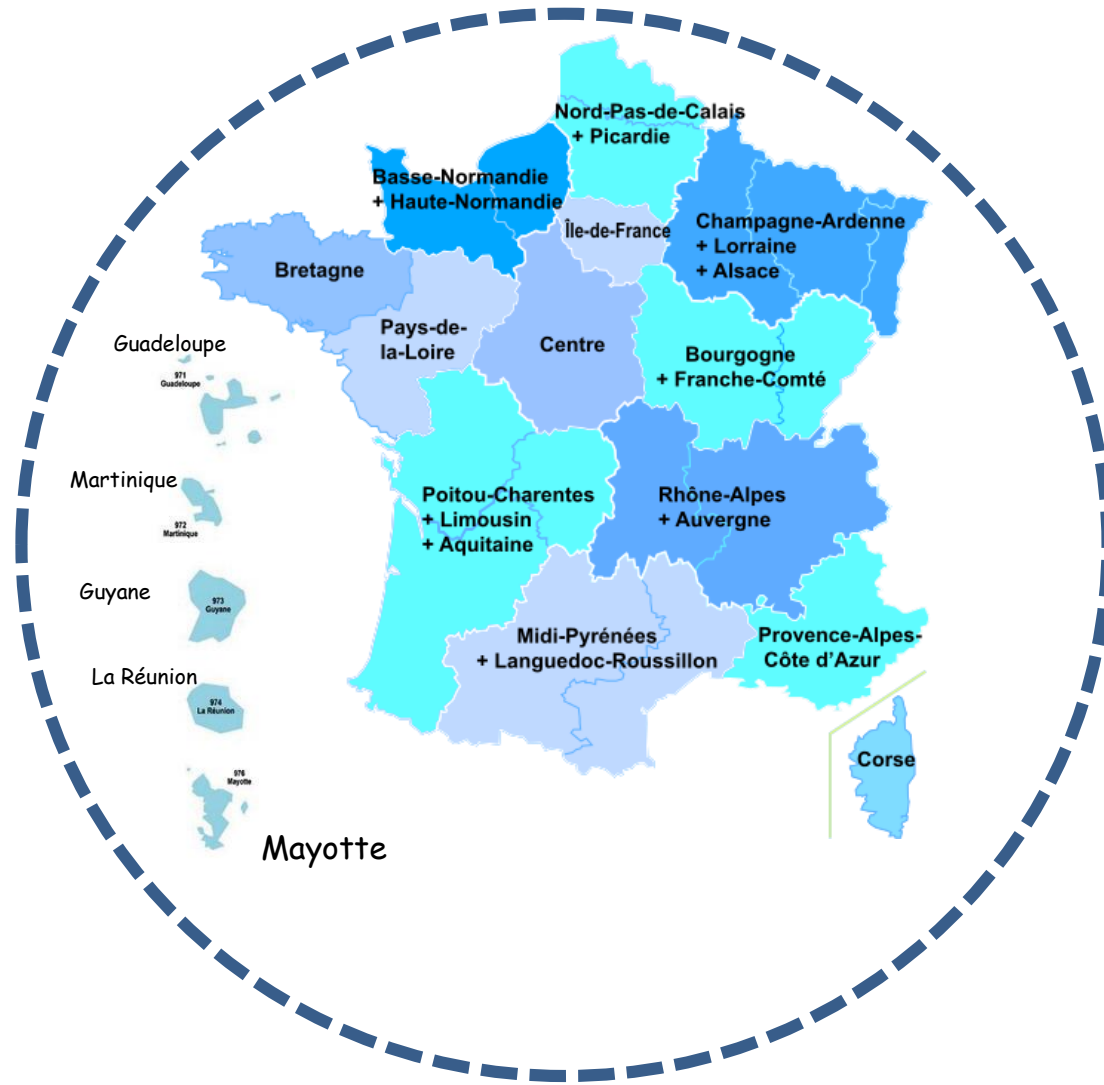 Nord-Pas-de-Calais
+ Picardie
Basse-Normandie
+ Haute-Normandie
Île-de-France
Champagne-Ardenne
+ Lorraine
+ Alsace
Bretagne
Pays-de-
la-Loire
Centre
Bourgogne
+ Franche-Comté
Poitou-Charentes
+ Limousin
+ Aquitaine
Rhône-Alpes
+ Auvergne
Midi-Pyrénées
+ Languedoc-Roussillon
Provence-Alpes-
Côte d'Azur
Corse
Guadeloupe
971
Guadeloupe
Martinique
972
Martinique
Guyane
973
Guyane
La Réunion
974
La Réunion
976
Mayotte
Mayotte